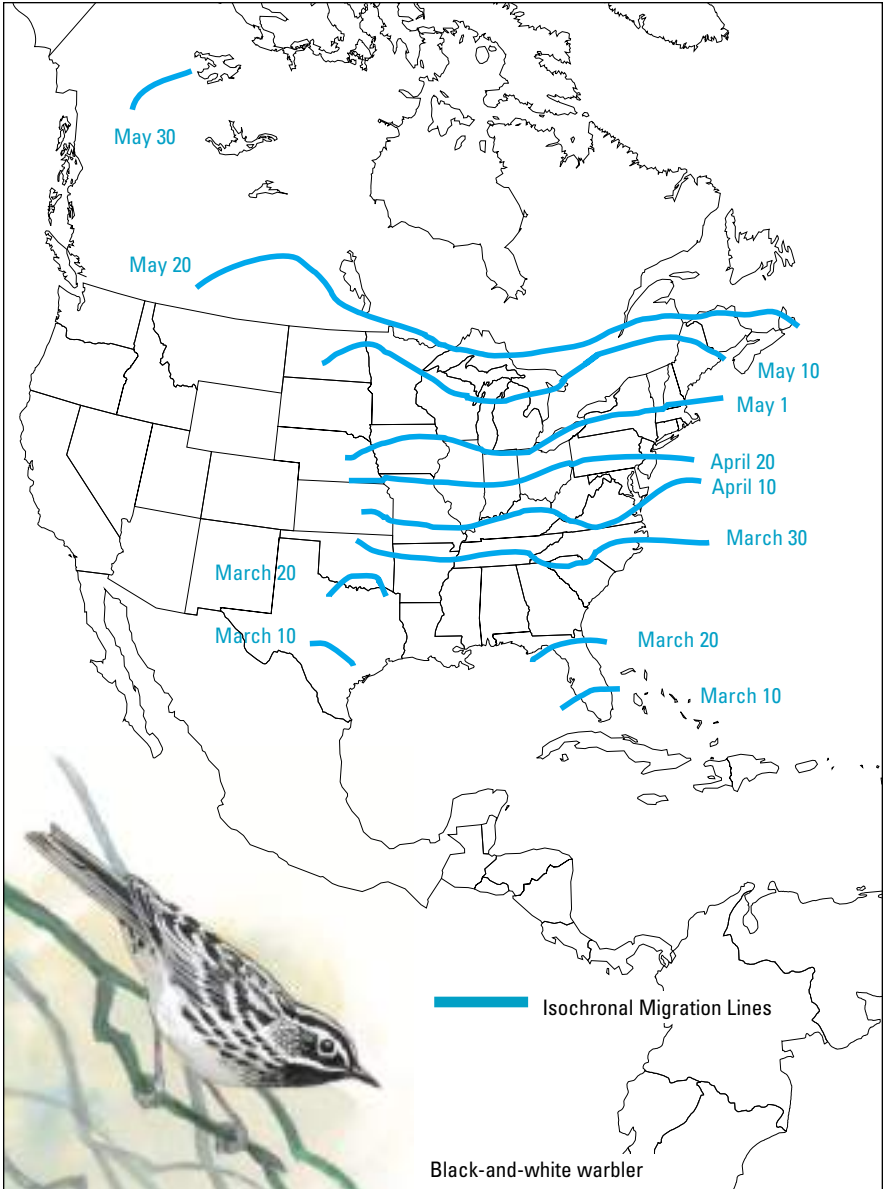 May 30
May 20
May 10
May 1
April 20
April 10
March 30
March 20
March 10
March 20
March 10
Isochronal Migration Lines
Black-and-white warbler